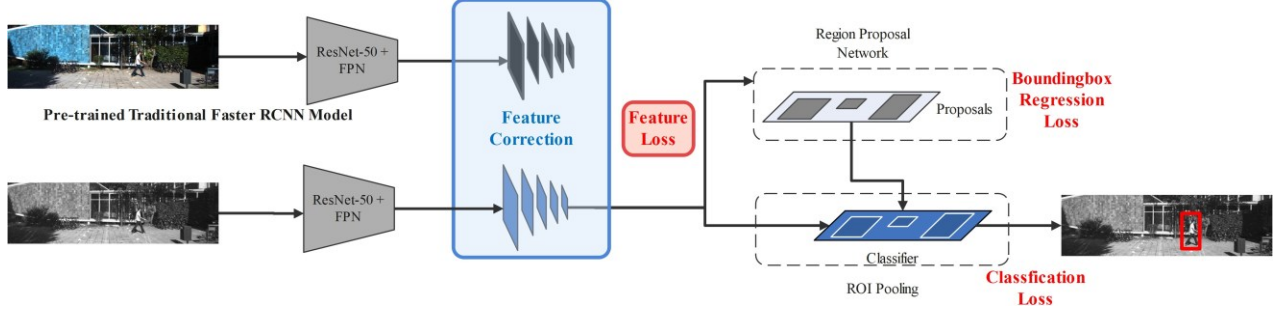 ResNet-50 +
FPN
Pre-trained Traditional Faster RCNN Model
Feature
Correction
Feature
Loss
ResNet-50 +
FPN
Region Proposal
Network
Proposals
Boundingbox
Regression
Loss
Classifier
ROI Pooling
Classfication
Loss